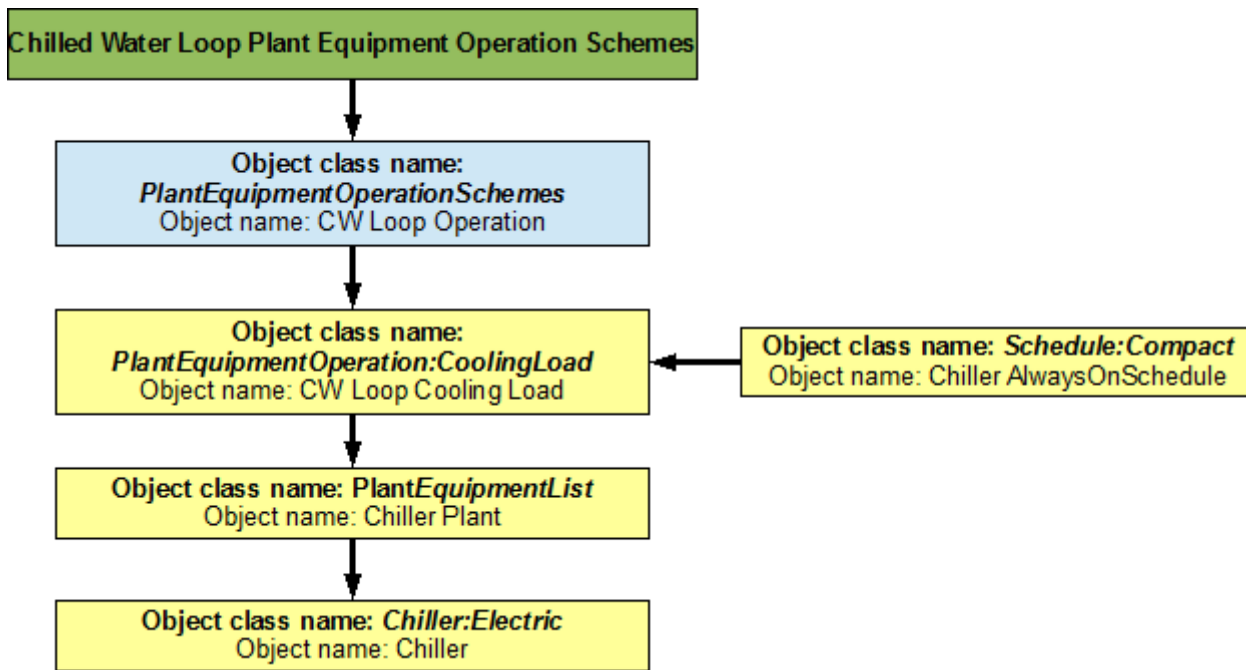 Chilled Water Loop Plant Equipment Operation Schemes
Object class name:
PlantEquipmentOperationSchemes
Object name: CW Loop Operation
Object class name:
PlantEquipmentOperation:CoolingLoad
Object name: CW Loop Cooling Load
Object class name: Schedule:Compact
Object name: Chiller AlwaysOnSchedule
Object class name: PlantEquipmentList
Object name: Chiller Plant
Object class name: Chiller:Electric
Object name: Chiller